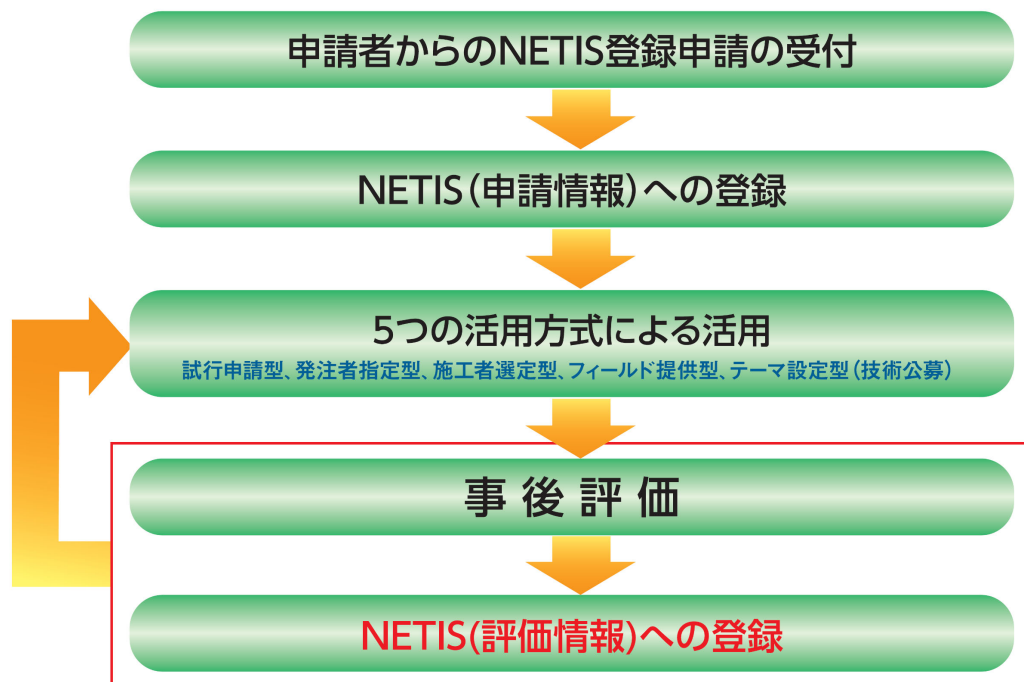 申請者からのNETIS登録申請の受付
NETIS(申請情報)への登録
5つの活用方式による活用
試行申請型、発注者指定型、施工者選定型、フィールド提供型、テーマ設定型(技術公募)
事後評価
NETIS(評価情報)への登録